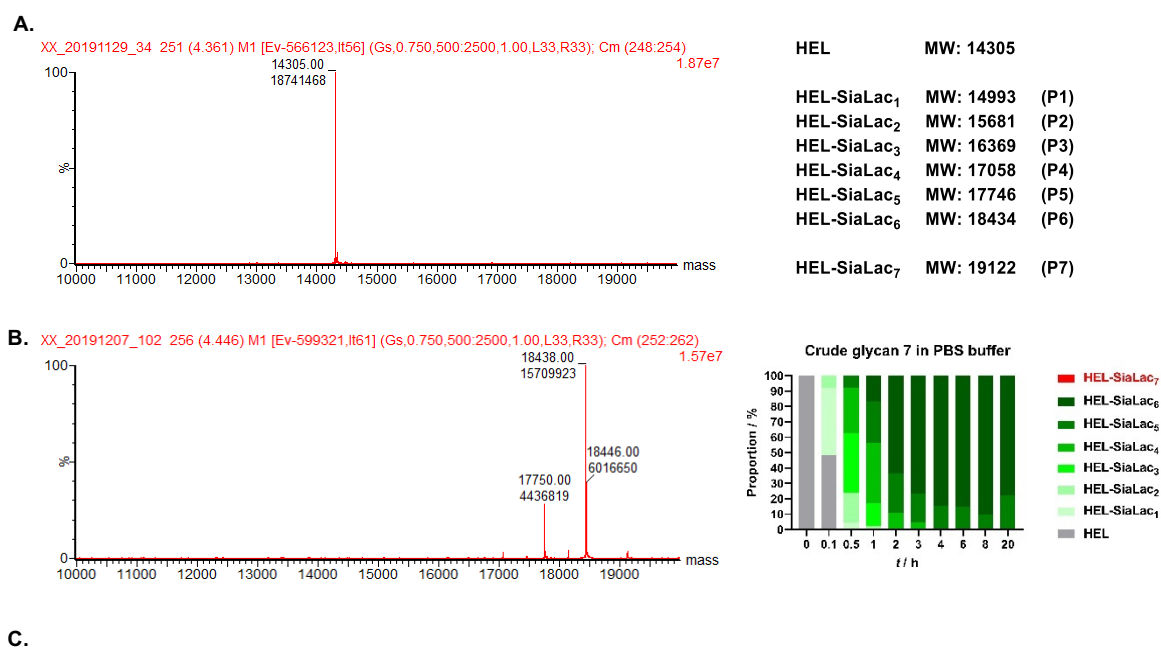 A.
XX_20191129_34 251 (4.361) M1 [Ev-566123,It56] (Gs,0.750,500:2500,1.00,L33,R33); Cm (248:254)
1.87e7
100
14305.00
18741468
%
0
10000 11000 12000 13000 14000 15000 16000 17000 18000 19000
mass
HEL MW: 14305
HEL-SiaLac₁ MW: 14993 (P1)
HEL-SiaLac₂ MW: 15681 (P2)
HEL-SiaLac₃ MW: 16369 (P3)
HEL-SiaLac₄ MW: 17058 (P4)
HEL-SiaLac₅ MW: 17746 (P5)
HEL-SiaLac₆ MW: 18434 (P6)
HEL-SiaLac₇ MW: 19122 (P7)
B.
XX_20191207_102 256 (4.446) M1 [Ev-599321,It61] (Gs,0.750,500:2500,1.00,L33,R33); Cm (252:262)
1.57e7
100
18438.00
15709923
18446.00
6016650
17750.00
4436819
%
0
10000 11000 12000 13000 14000 15000 16000 17000 18000 19000
mass
Crude glycan 7 in PBS buffer
Proportion / %
100
90
80
70
60
50
40
30
20
10
0
0 0.1 0.5 1 2 3 4 6 8 20
t / h
HEL-SiaLac₇
HEL-SiaLac₆
HEL-SiaLac₅
HEL-SiaLac₄
HEL-SiaLac₃
HEL-SiaLac₂
HEL-SiaLac₁
HEL
C.